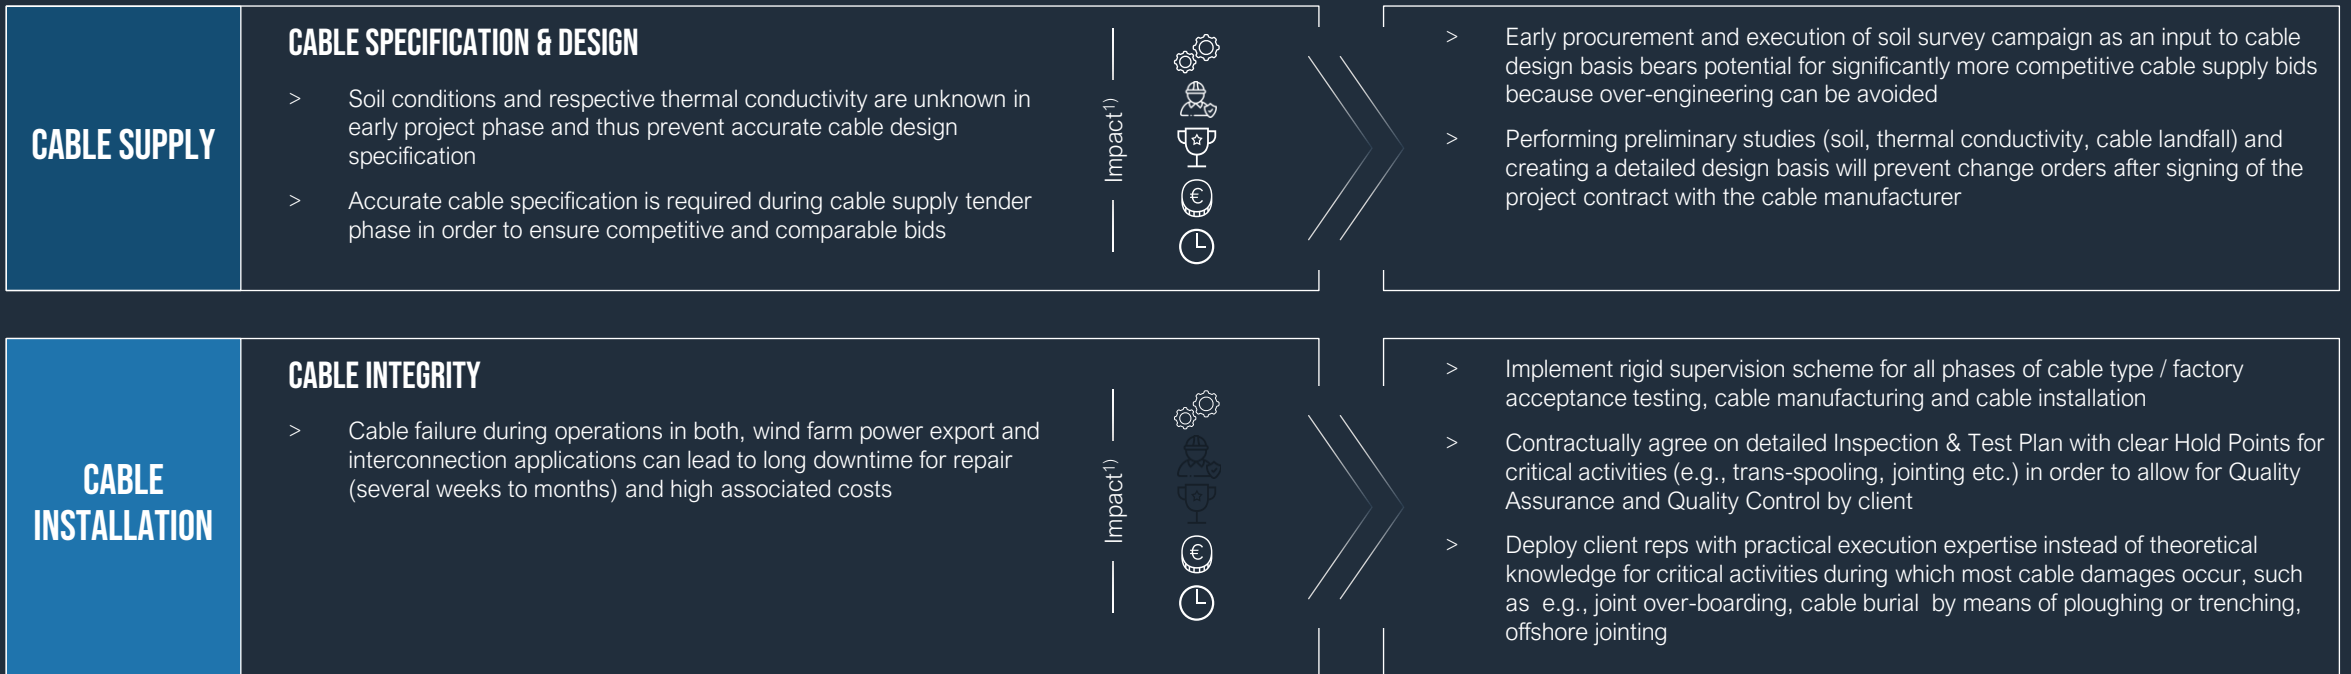 CABLE SUPPLY
CABLE SPECIFICATION & DESIGN
> Soil conditions and respective thermal conductivity are unknown in
early project phase and thus prevent accurate cable design
specification
> Accurate cable specification is required during cable supply tender
phase in order to ensure competitive and comparable bids
Impact¹⁾
€
> Early procurement and execution of soil survey campaign as an input to cable
design basis bears potential for significantly more competitive cable supply bids
because over-engineering can be avoided
> Performing preliminary studies (soil, thermal conductivity, cable landfall) and
creating a detailed design basis will prevent change orders after signing of the
project contract with the cable manufacturer
CABLE
INSTALLATION
CABLE INTEGRITY
> Cable failure during operations in both, wind farm power export and
interconnection applications can lead to long downtime for repair
(several weeks to months) and high associated costs
Impact¹⁾
€
> Implement rigid supervision scheme for all phases of cable type / factory
acceptance testing, cable manufacturing and cable installation
> Contractually agree on detailed Inspection & Test Plan with clear Hold Points for
critical activities (e.g., trans-spooling, jointing etc.) in order to allow for Quality
Assurance and Quality Control by client
> Deploy client reps with practical execution expertise instead of theoretical
knowledge for critical activities during which most cable damages occur, such
as e.g., joint over-boarding, cable burial by means of ploughing or trenching,
offshore jointing